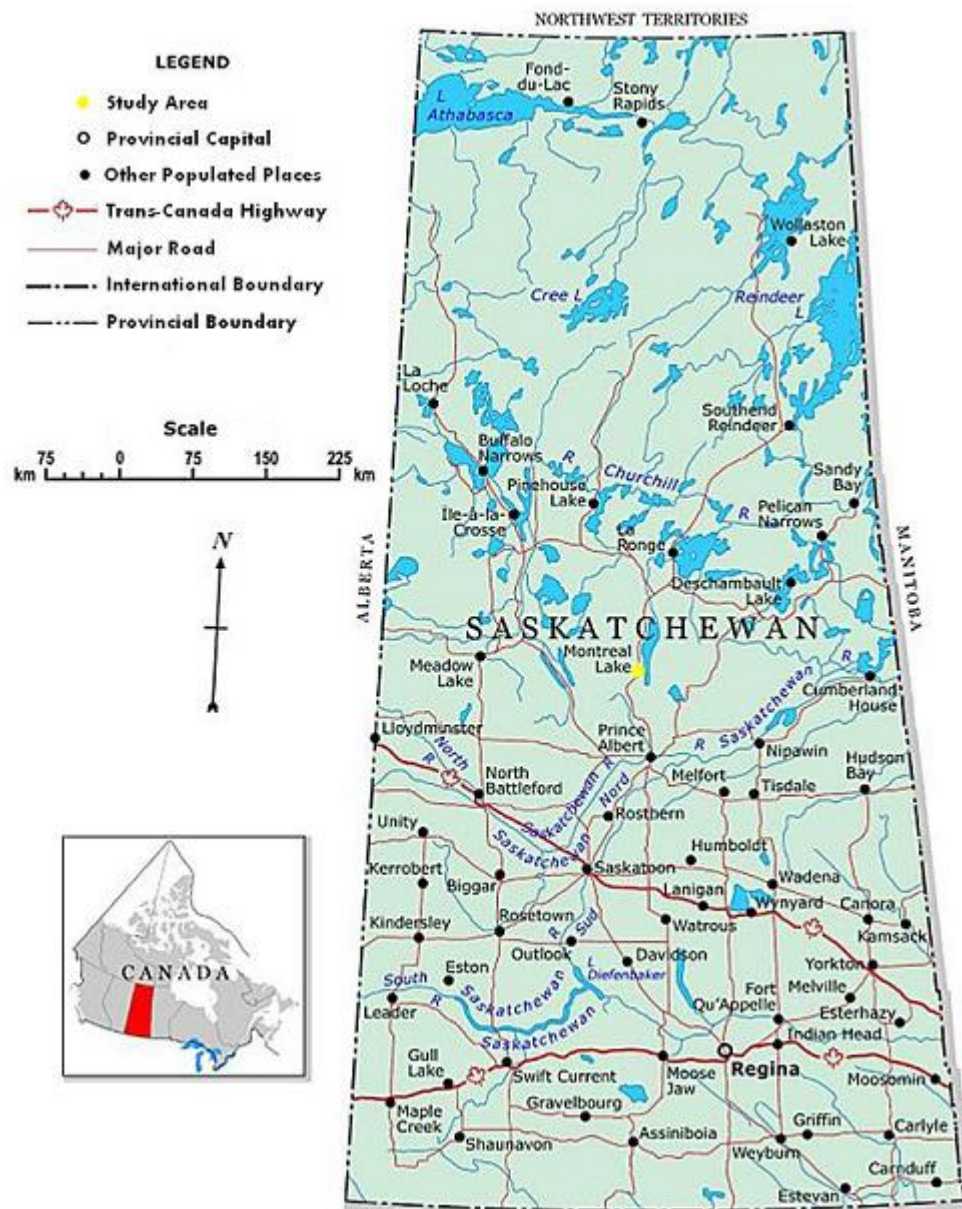 NORTHWEST TERRITORIES
LEGEND
Study Area
Provincial Capital
Other Populated Places
Trans-Canada Highway
Major Road
International Boundary
Provincial Boundary
Scale
75 0 75 150 225
km km
N
ALBERTA
MANITOBA
SASKATCHEWAN
Fond-
du-Lac
Stony
Rapids
L
Athabasca
Wollaston
Lake
Cree L
Reindeer
L
La
Loche
Southend
Reindeer
Buffalo
Narrows
R
Churchill
R
Pinehouse
Lake
Sandy
Bay
Pelican
Narrows
Ile-à-la-
Crosse
La
Ronge
Deschambault
Lake
Montreal
Lake
Meadow
Lake
Cumberland
House
R
Saskatchewan
R
Lloydminster
North
R
Prince
Albert
Nipawin
Hudson
Bay
North
Battleford
Saskatchewan
R
Nord
Saskatchewan
Melfort
Tisdale
Rosthern
Unity
Humboldt
Kerrobert
Biggar
Saskatoon
Lanigan
Wadena
Wynyard
Canora
Kamsack
Kindersley
Rosetown
R
Sud
Watrous
Outlook
Davidson
Yorkton
L
Diefenbaker
Eston
South
R
Saskatchewan
Saskatchewan
Leader
Fort
Qu'Appelle
Melville
Esterhazy
Indian Head
Gull
Lake
Swift Current
Moose
Jaw
Regina
Moosomin
Maple
Creek
Gravelbourg
Griffin
Carlyle
Shaunavon
Assiniboia
Weyburn
Carnduff
Estevan
CANADA